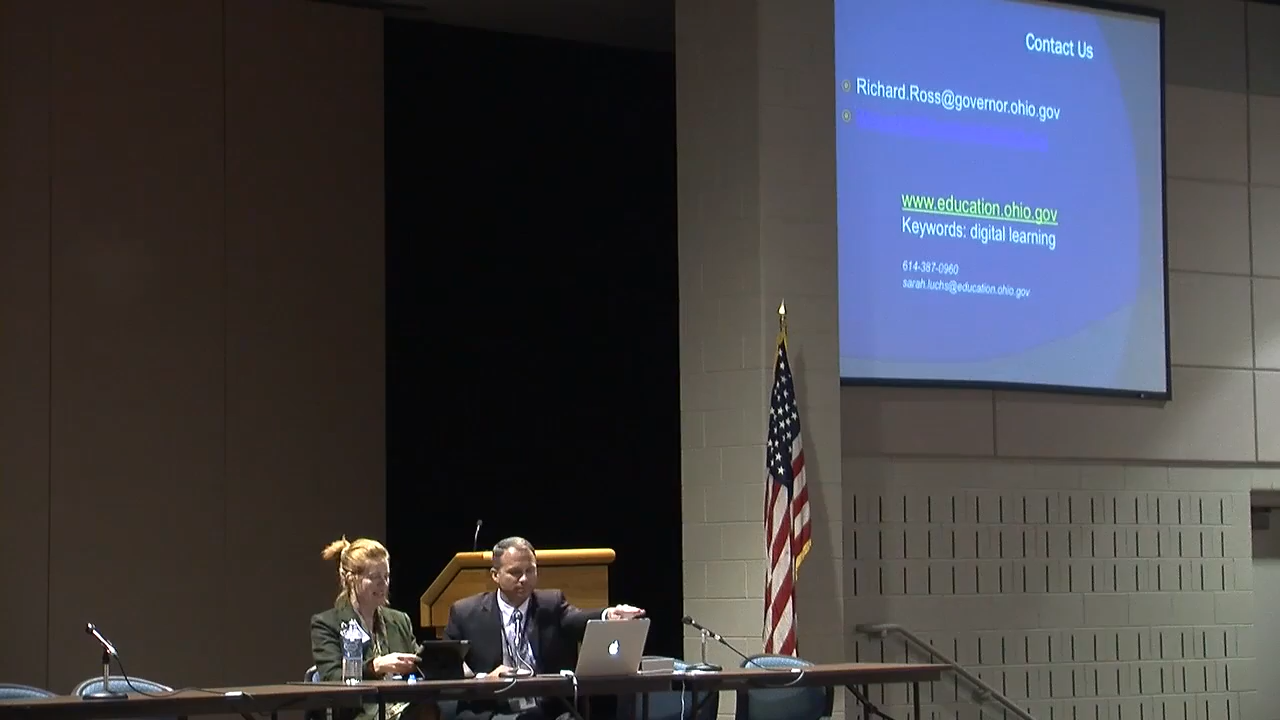 Contact Us
Richard.Ross@governor.ohio.gov
www.education.ohio.gov
Keywords: digital learning
614-387-0960
sarah.luchs@education.ohio.gov